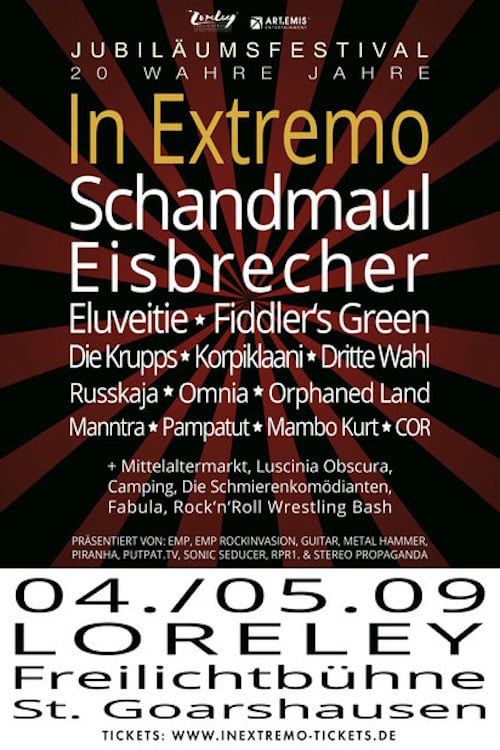 Loreley ARTEMIS
ENTERTAINMENT
JUBILÄUMSFESTIVAL
20 WAHRE JAHRE
In Extremo
Schandmaul
Eisbrecher
Eluveitie ★ Fiddler's Green
Die Krupps ★ Korpiklaani ★ Dritte Wahl
Russkaja ★ Omnia ★ Orphaned Land
Manntra ★ Pampatut ★ Mambo Kurt ★ COR
+ Mittelaltermarkt, Luscinia Obscura,
Camping, Die Schmierenkomödianten,
Fabula, Rock'n'Roll Wrestling Bash
PRÄSENTIERT VON: EMP, EMP ROCKINVASION, GUITAR, METAL HAMMER,
PIRANHA, PUTPAT.TV, SONIC SEDUCER, RPR1. & STEREO PROPAGANDA
04./05.09
LORELEY
Freilichtbühne
St. Goarshausen
TICKETS: WWW.INEXTREMO-TICKETS.DE